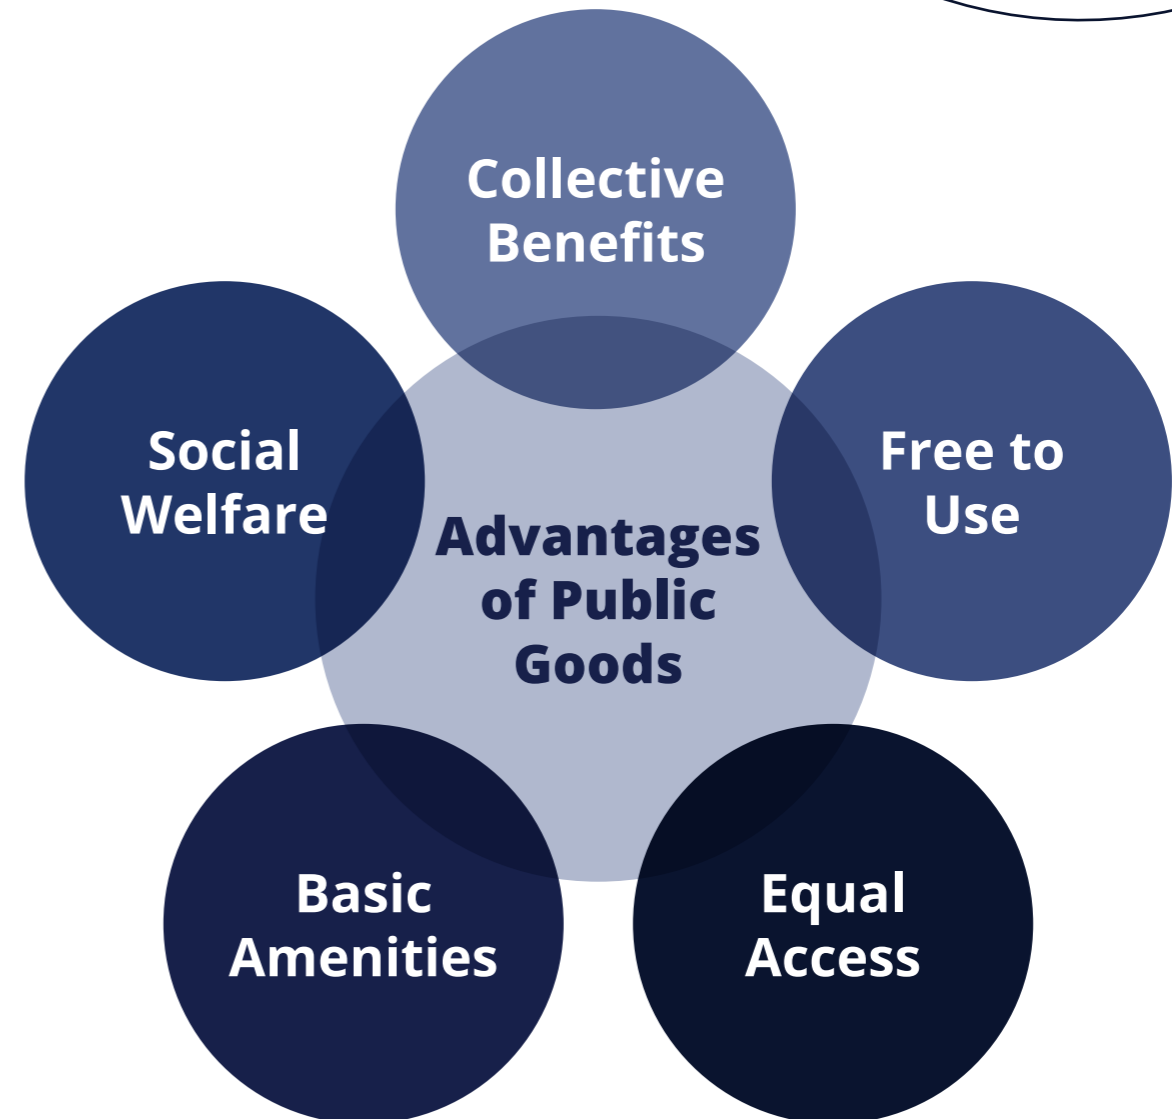 Collective
Benefits
Social
Welfare
Free to
Use
Advantages
of Public
Goods
Basic
Amenities
Equal
Access